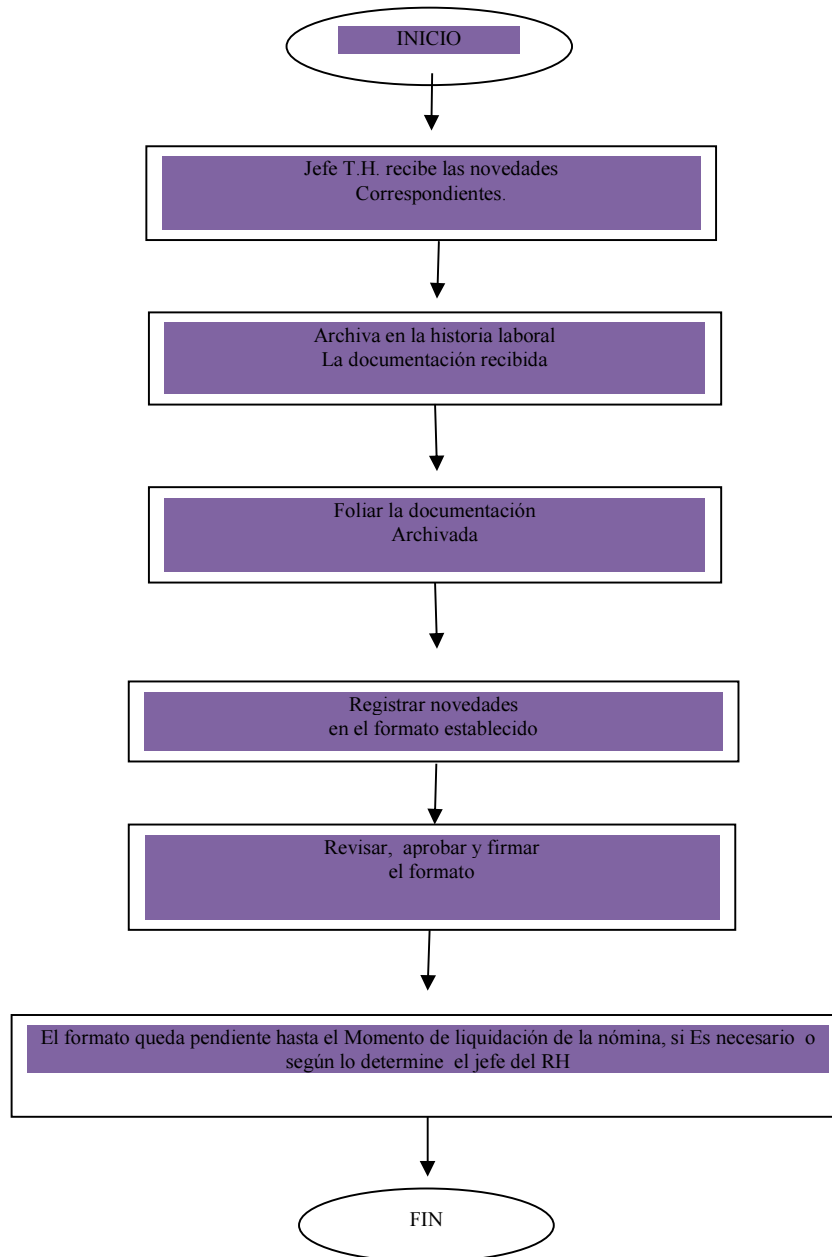 INICIO
Jefe T.H. recibe las novedades
Correspondientes.
Archiva en la historia laboral
La documentación recibida
Foliar la documentación
Archivada
Registrar novedades
en el formato establecido
Revisar, aprobar y firmar
el formato
El formato queda pendiente hasta el Momento de liquidación de la nómina, si Es necesario o
según lo determine el jefe del RH
FIN